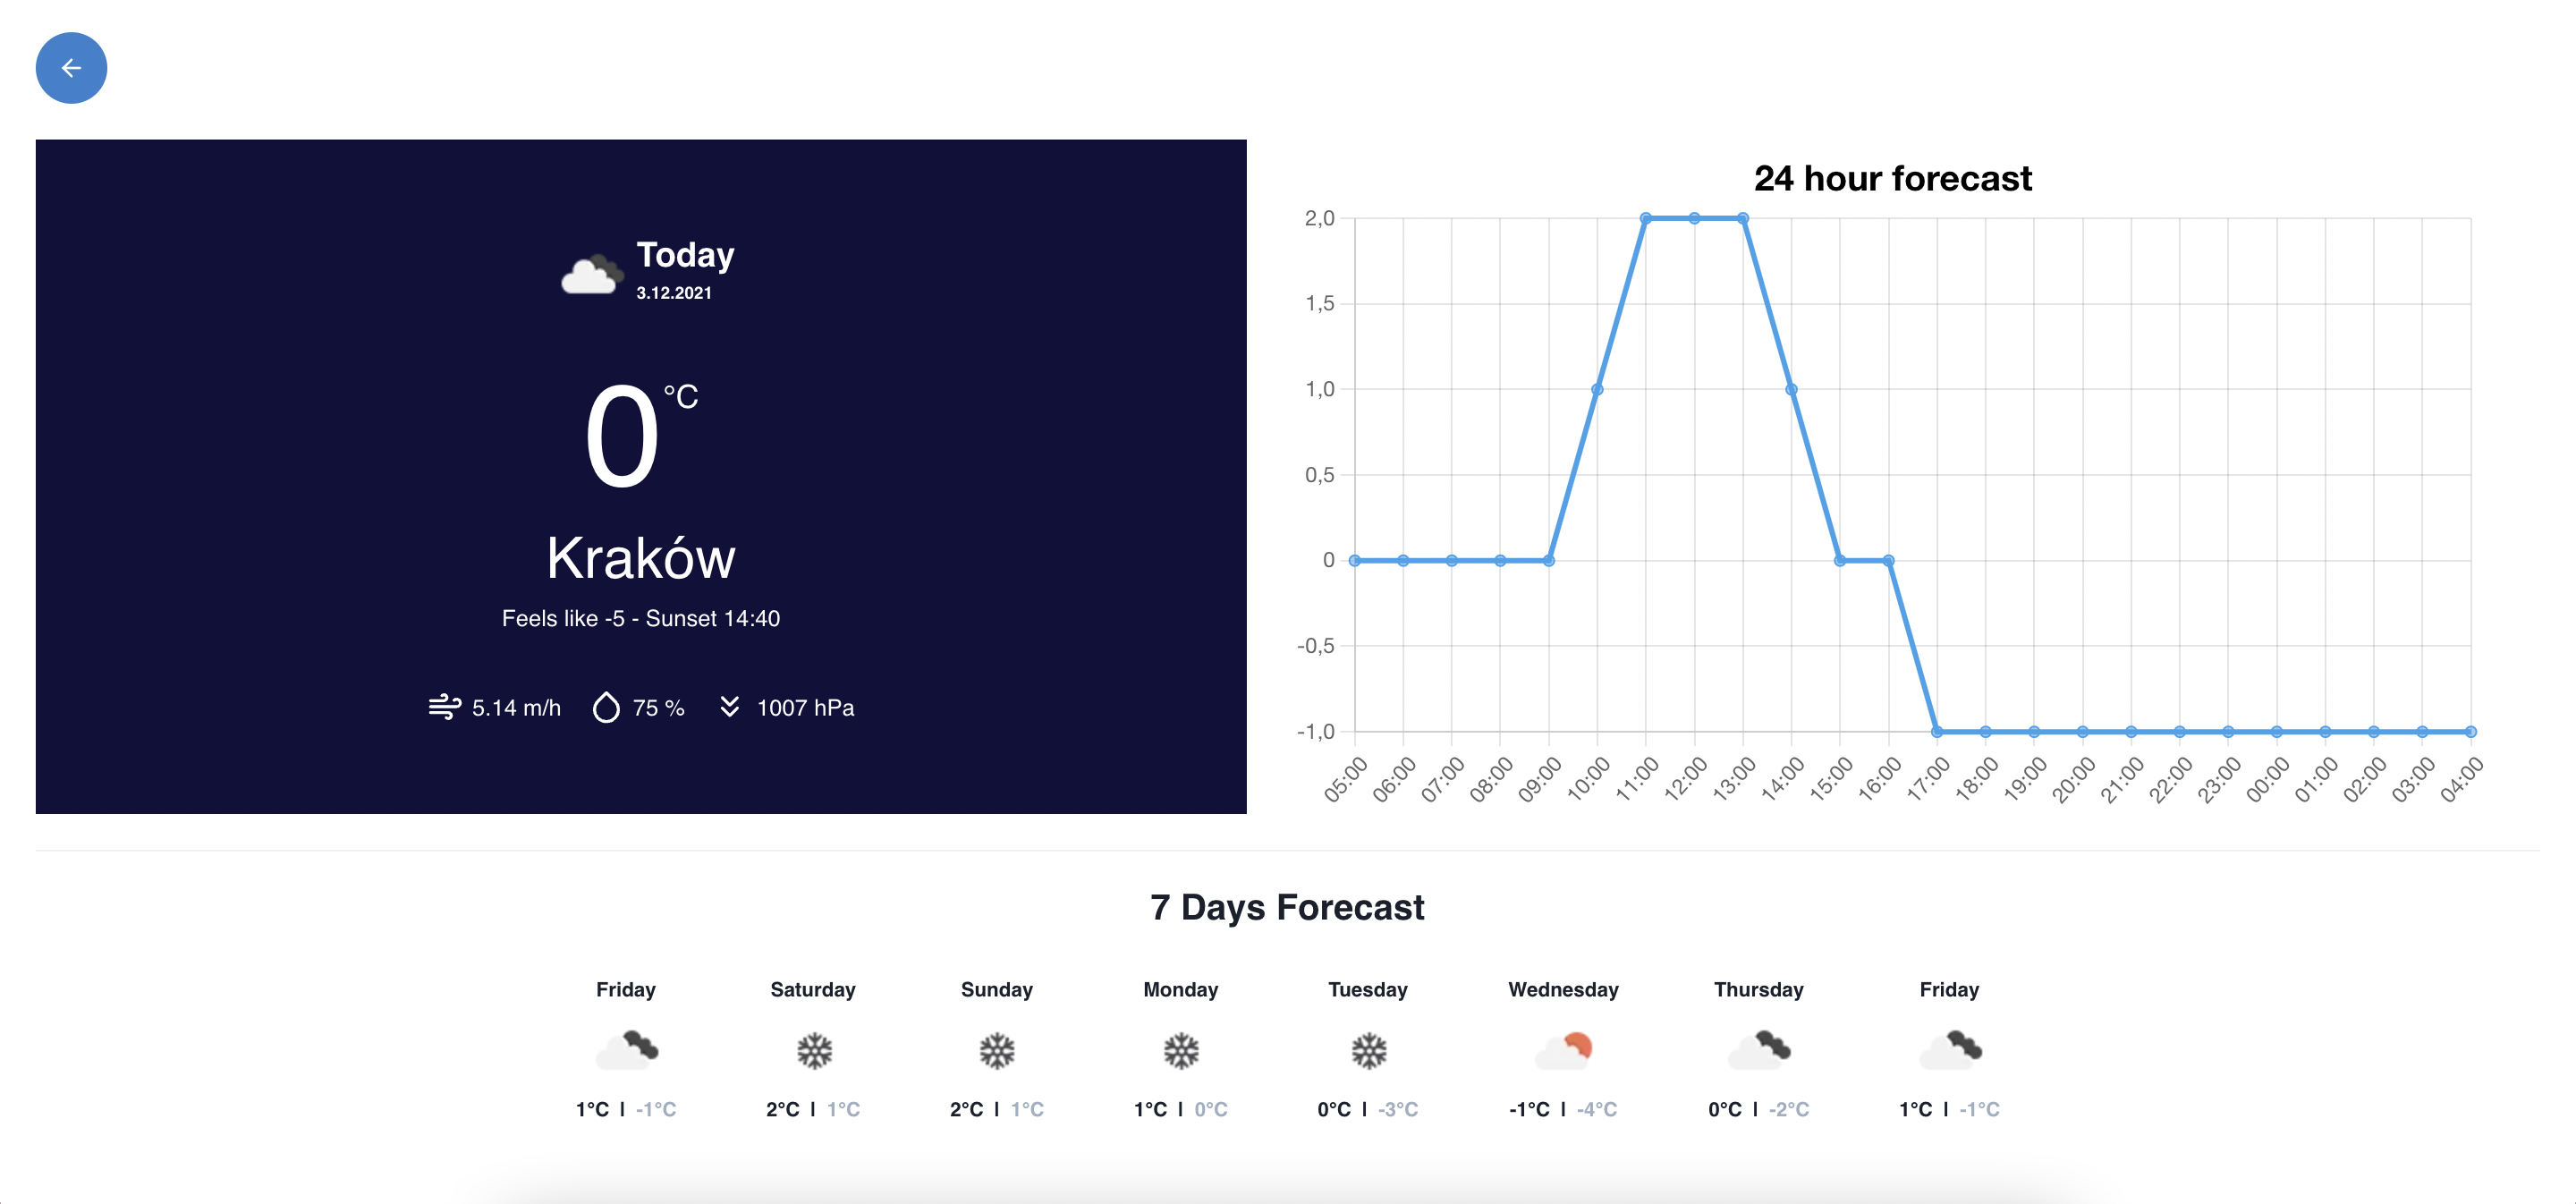 Today
3.12.2021
0 °C
Kraków
Feels like -5 - Sunset 14:40
5.14 m/h 75 % 1007 hPa
24 hour forecast
2,0
1,5
1,0
0,5
0
-0,5
-1,0
05:00 06:00 07:00 08:00 09:00 10:00 11:00 12:00 13:00 14:00 15:00 16:00 17:00 18:00 19:00 20:00 21:00 22:00 23:00 00:00 01:00 02:00 03:00 04:00
7 Days Forecast
Friday Saturday Sunday Monday Tuesday Wednesday Thursday Friday
1°C | -1°C 2°C | 1°C 2°C | 1°C 1°C | 0°C 0°C | -3°C -1°C | -4°C 0°C | -2°C 1°C | -1°C